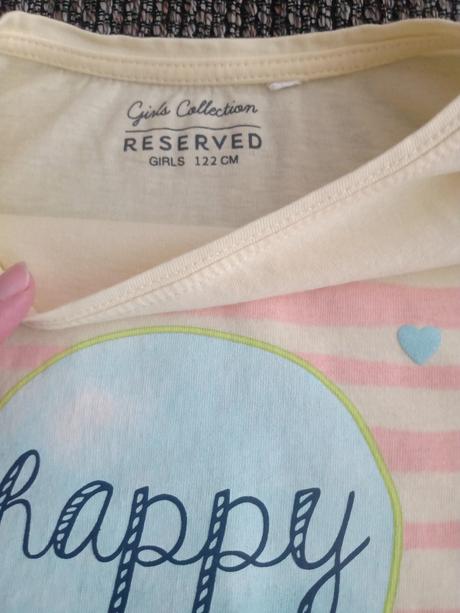 Girls Collection
RESERVED
GIRLS 122 CM
happy